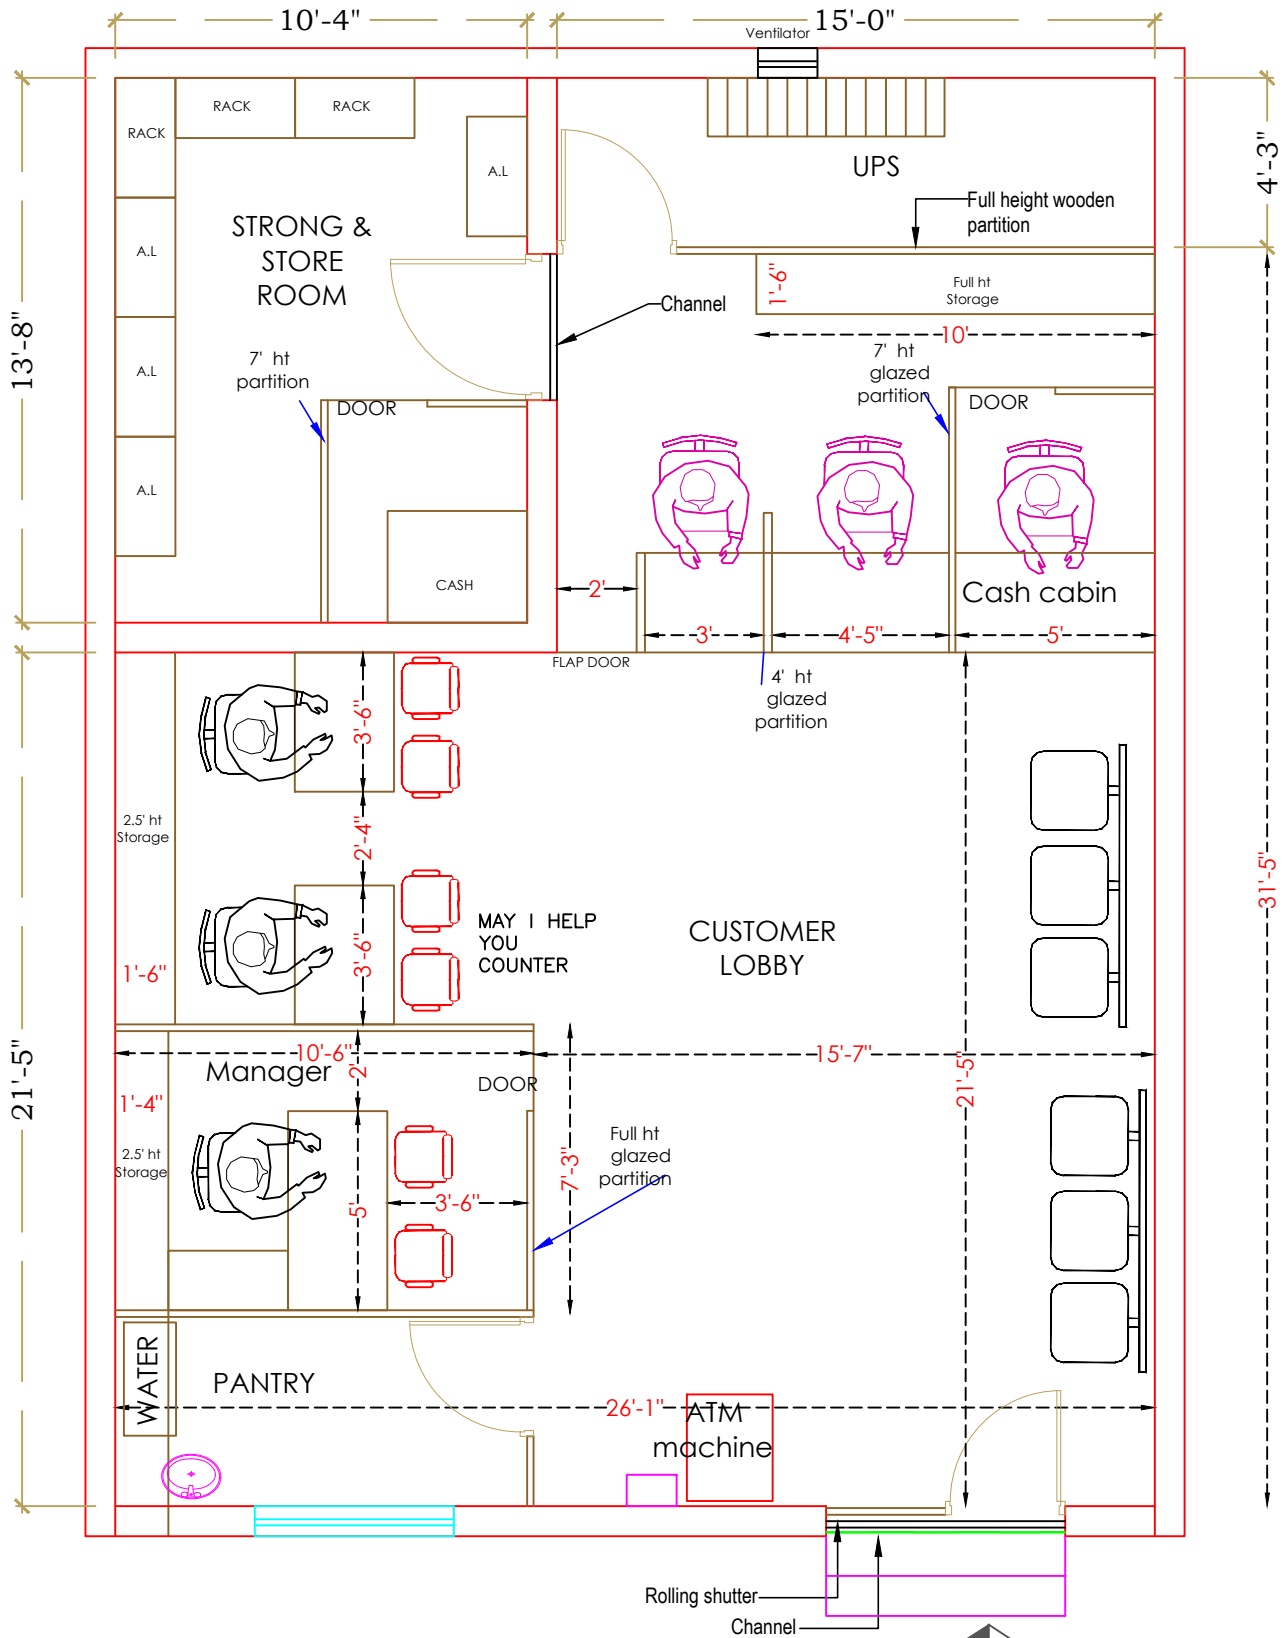 10'-4"
15'-0"
Ventilator
RACK
RACK
RACK
A.L
UPS
4'-3"
Full height wooden
partition
STRONG &
STORE
ROOM
A.L
1'-6"
Full ht
Storage
Channel
10'
13'-8"
7' ht
partition
7' ht
glazed
partition
A.L
DOOR
DOOR
A.L
CASH
2'
Cash cabin
3'
4'-5"
5'
FLAP DOOR
4' ht
glazed
partition
3'-6"
2.5' ht
Storage
2'-4"
31'-5"
MAY I HELP
YOU
COUNTER
CUSTOMER
LOBBY
1'-6"
3'-6"
21'-5"
10'-6"
15'-7"
Manager
2'
DOOR
21'-5"
1'-4"
2.5' ht
Storage
Full ht
glazed
partition
7'-3"
5'
3'-6"
WATER
PANTRY
26'-1"
ATM
machine
Rolling shutter
Channel